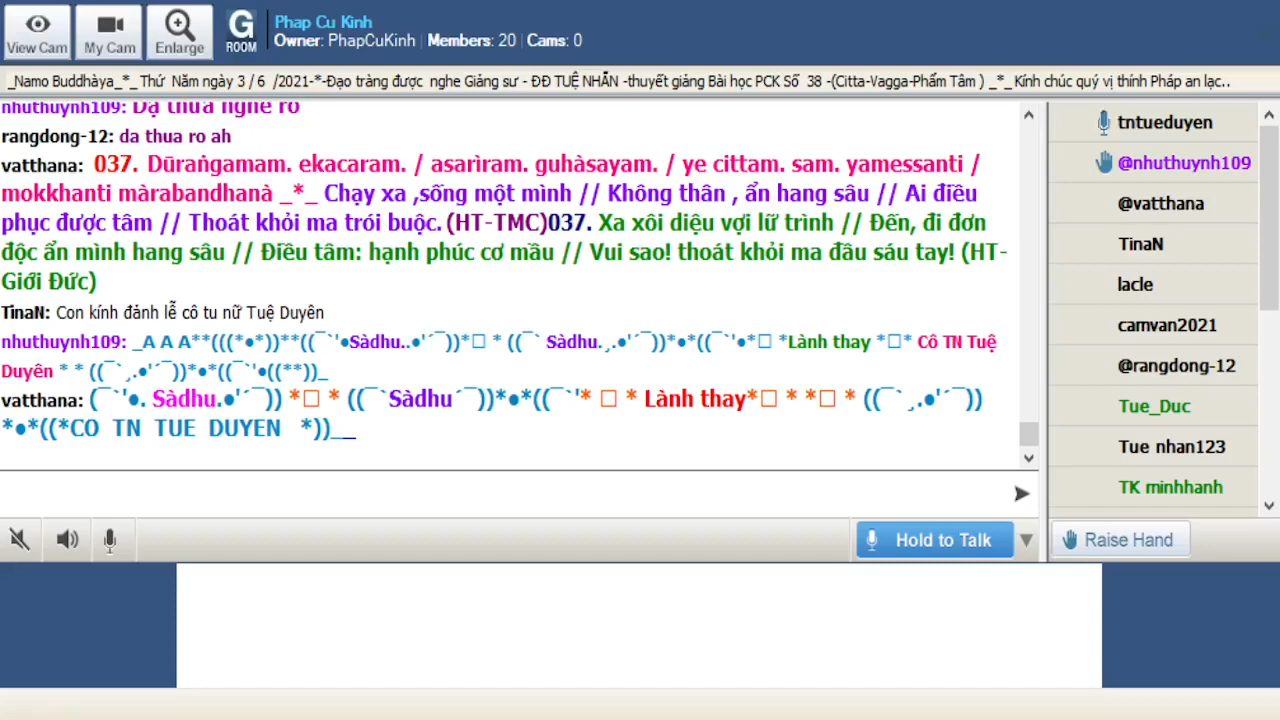 View Cam
My Cam
Enlarge
G
ROOM
Phap Cu Kinh
Owner: PhapCuKinh | Members: 20 | Cams: 0
_Namo Buddhàya_*_ Thứ Năm ngày 3 / 6 /2021-*-Đạo tràng được nghe Giảng sư - ĐĐ TUỆ NHẪN -thuyết giảng Bài học PCK Số 38 -(Citta-Vagga-Phẩm Tâm ) _*_ Kính chúc quý vị thính Pháp an lạc..
nhuthuynh109: Dạ thưa nghe rõ
rangdong-12: da thua ro ah
vatthana: 037. Dūraṅgamam. ekacaram. / asarìram. guhàsayam. / ye cittam. sam. yamessanti /
mokkhanti màrabandhanà _*_ Chạy xa ,sống một mình // Không thân , ẩn hang sâu // Ai điều
phục được tâm // Thoát khỏi ma trói buộc. (HT-TMC)037. Xa xôi diệu vợi lữ trình // Đến, đi đơn
độc ẩn mình hang sâu // Điều tâm: hạnh phúc cơ mầu // Vui sao! thoát khỏi ma đầu sáu tay! (HT-
Giới Đức)
TinaN: Con kính đảnh lễ cô tu nữ Tuệ Duyên
nhuthuynh109: _A A A**(((*●*))**((¯`'●Sàdhu..●'´¯))*□ * ((¯` Sàdhu.¸.●'´¯))*●*((¯`'●*□ *Lành thay *□* Cô TN Tuệ
Duyên * * ((¯`¸.●'´¯))*●*((¯`'●((**))_
vatthana: (¯`'●. Sàdhu.●'´¯)) *□ * ((¯`Sàdhu´¯))*●*((¯`'* □ * Lành thay*□ * *□ * ((¯`¸.●'´¯))
*●*((*CO TN TUE DUYEN *))__
Hold to Talk
tntueduyen
@nhuthuynh109
@vatthana
TinaN
lacle
camvan2021
@rangdong-12
Tue_Duc
Tue nhan123
TK minhhanh
Raise Hand